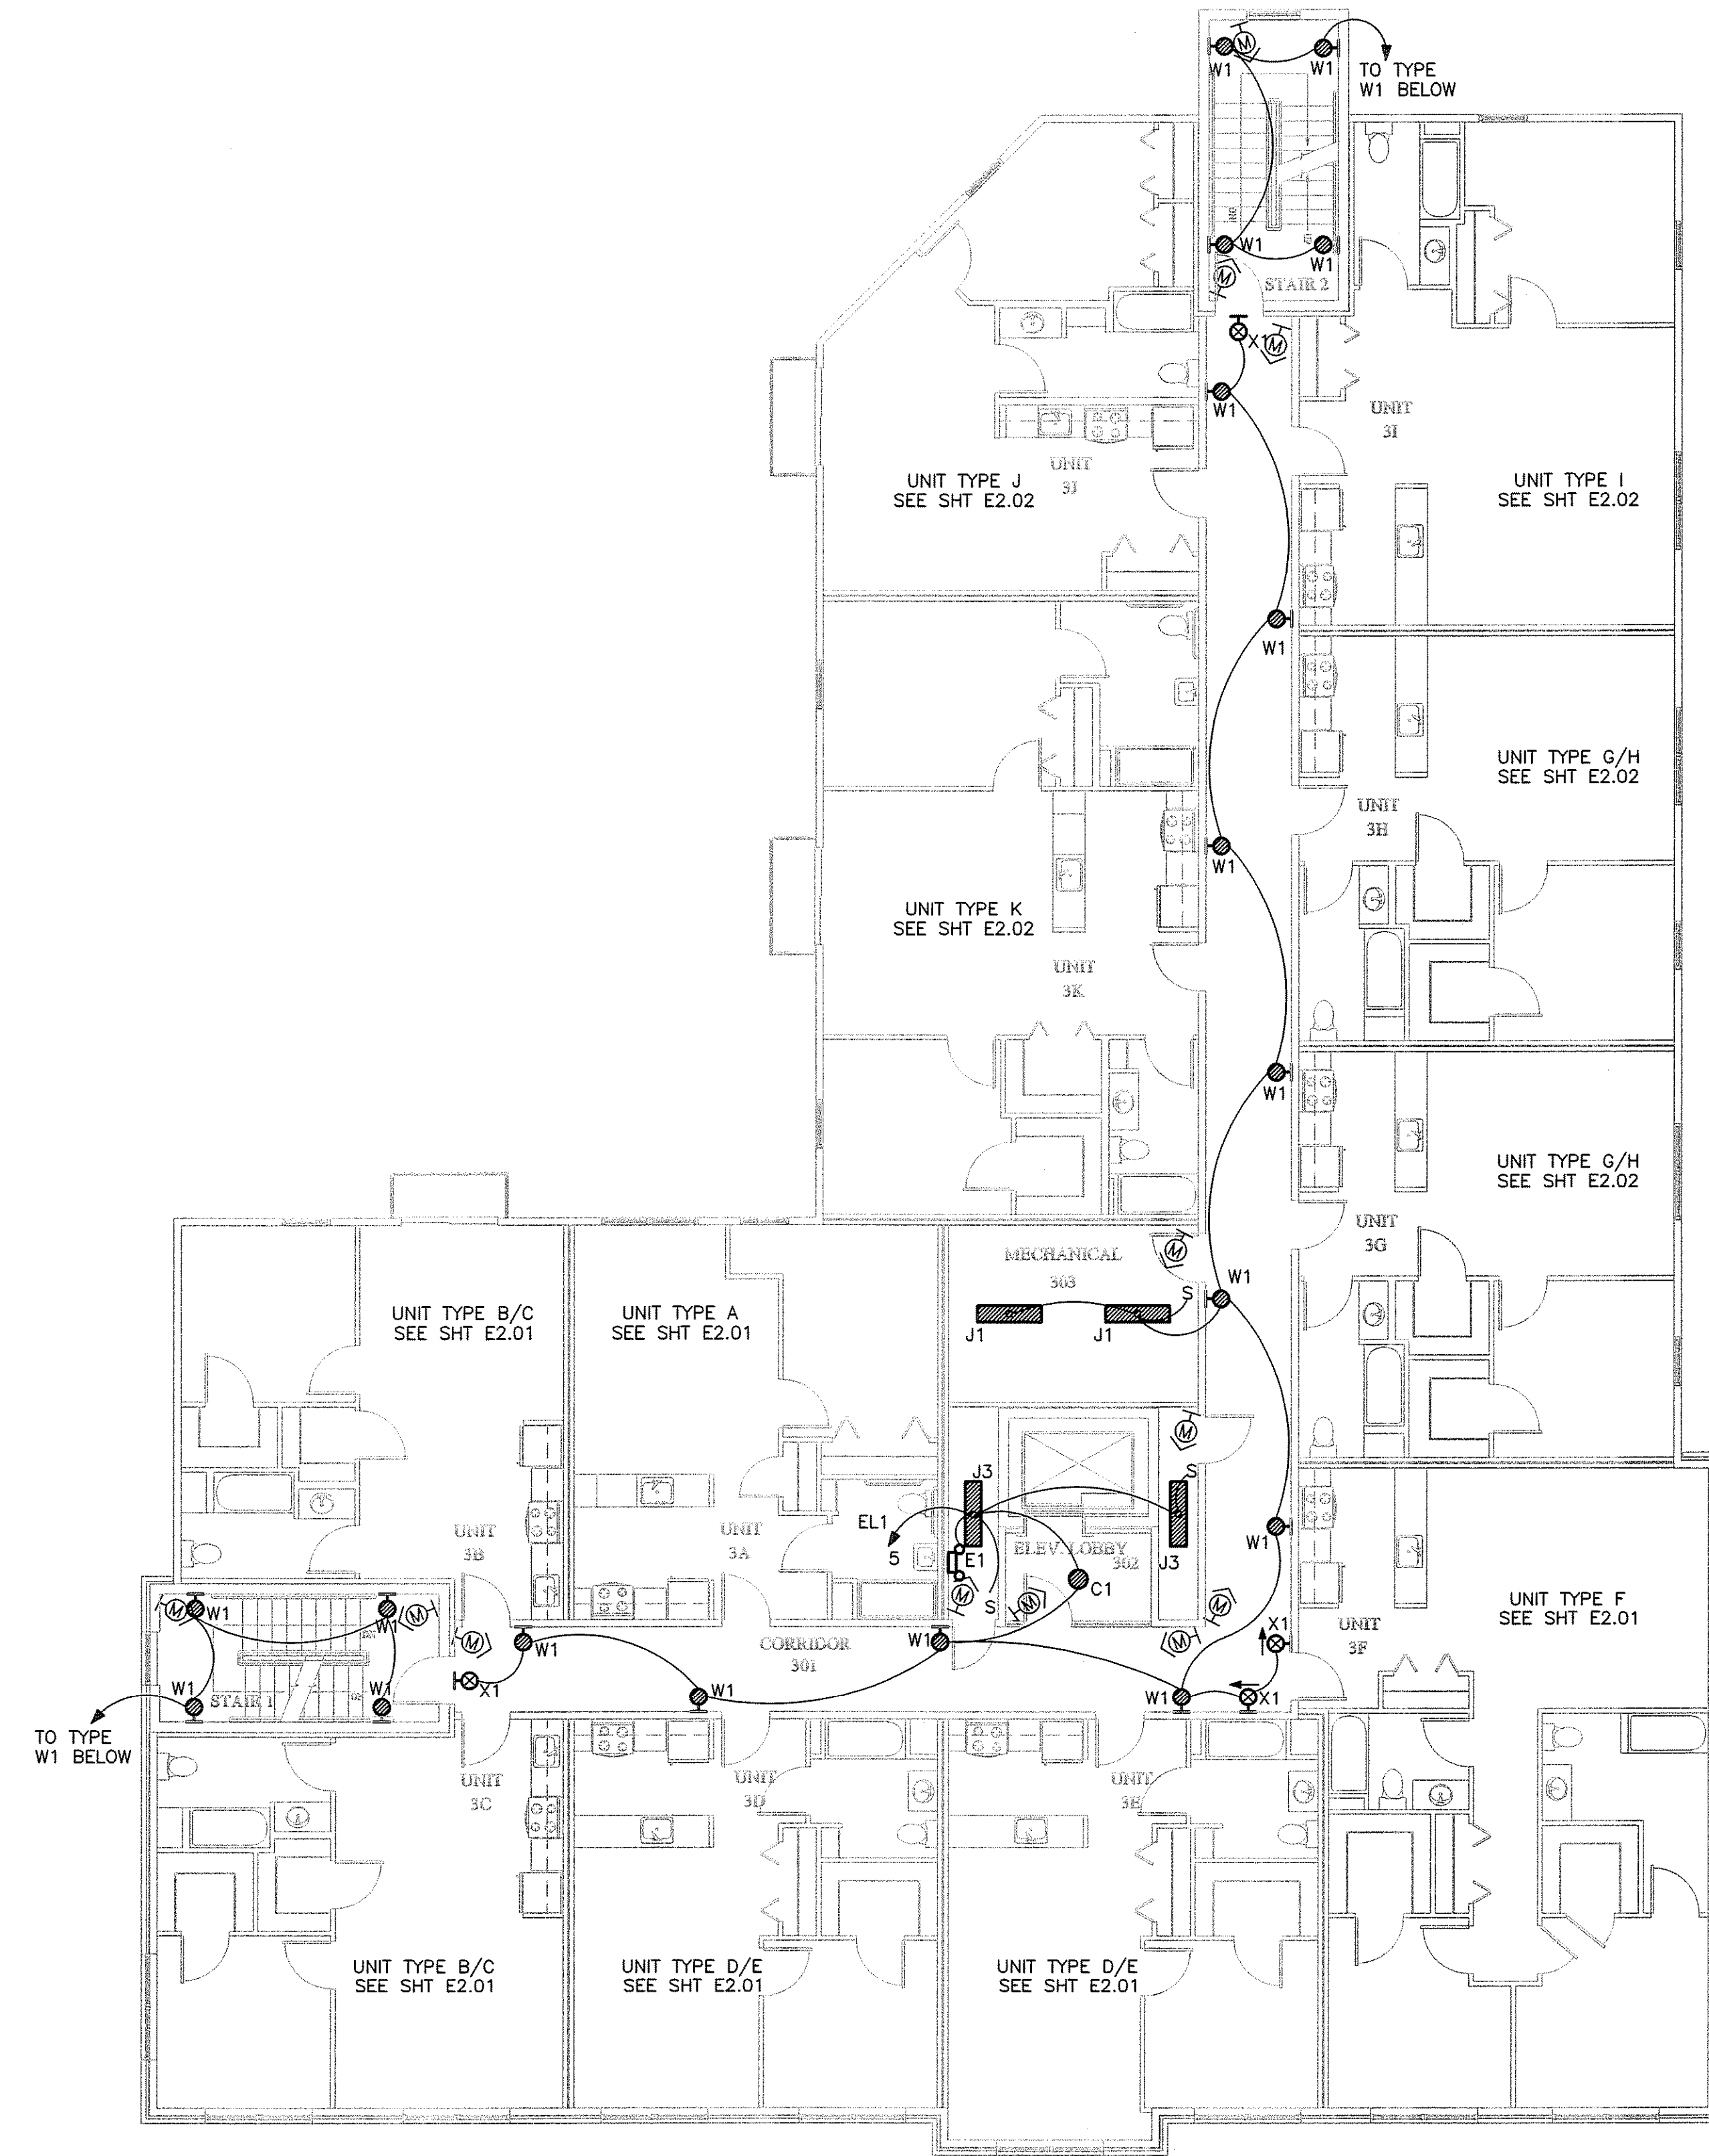 M
W1
W1
TO TYPE
W1 BELOW
DN
W1
W1
M
STAIR 2
X1
M
W1
UNIT
3I
UNIT
3J
UNIT TYPE J
SEE SHT E2.02
UNIT TYPE I
SEE SHT E2.02
W1
UNIT TYPE G/H
SEE SHT E2.02
UNIT
3H
W1
UNIT TYPE K
SEE SHT E2.02
UNIT
3K
W1
UNIT TYPE G/H
SEE SHT E2.02
UNIT
3G
M
MECHANICAL
303
W1
S
J1
J1
UNIT TYPE B/C
SEE SHT E2.01
UNIT TYPE A
SEE SHT E2.01
M
J3
S
EL1
5
E1
ELEV. LOBBY
302
J3
W1
C1
UNIT
3B
UNIT
3A
M
S
M
M
UNIT TYPE F
SEE SHT E2.01
M
W1
W1
M
DN
M
W1
CORRIDOR
301
W1
M
X1
UNIT
3F
W1
STAIR 1
W1
X1
W1
W1
X1
TO TYPE
W1 BELOW
UNIT
3C
UNIT
3D
UNIT
3E
UNIT TYPE B/C
SEE SHT E2.01
UNIT TYPE D/E
SEE SHT E2.01
UNIT TYPE D/E
SEE SHT E2.01